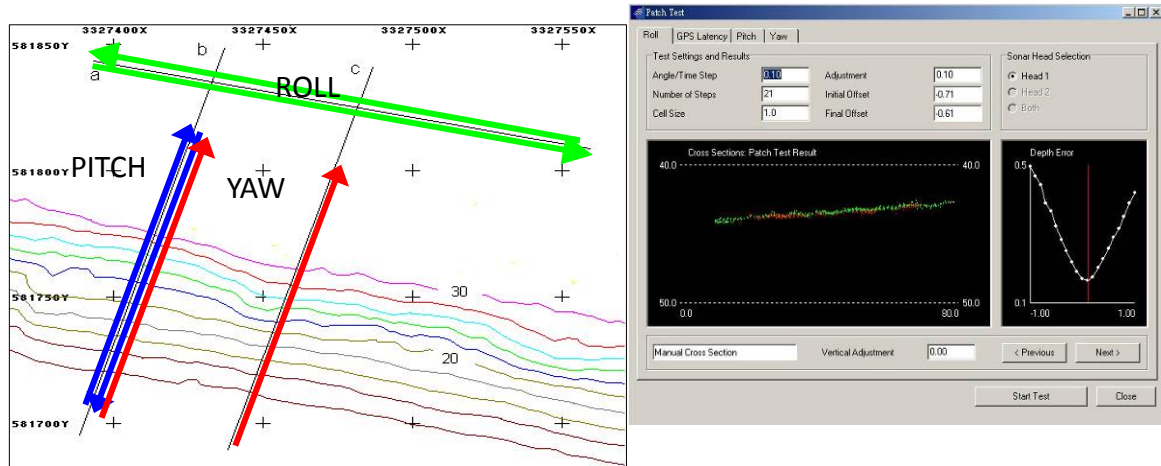 3327400X 3327450X 3327500X 3327550X
581850Y
b
a
c
ROLL
PITCH
581800Y
YAW
581750Y
30
20
581700Y
Patch Test
Roll GPS Latency Pitch Yaw
Test Settings and Results
Angle/Time Step 0.10 Adjustment 0.10
Number of Steps 21 Initial Offset -0.71
Cell Size 1.0 Final Offset -0.61
Sonar Head Selection
Head 1
Head 2
Both
Cross Sections: Patch Test Result
40.0 40.0
50.0 50.0
0.0 80.0
Depth Error
0.5
0.1
-1.00 1.00
Manual Cross Section Vertical Adjustment 0.00 < Previous Next >
Start Test Close